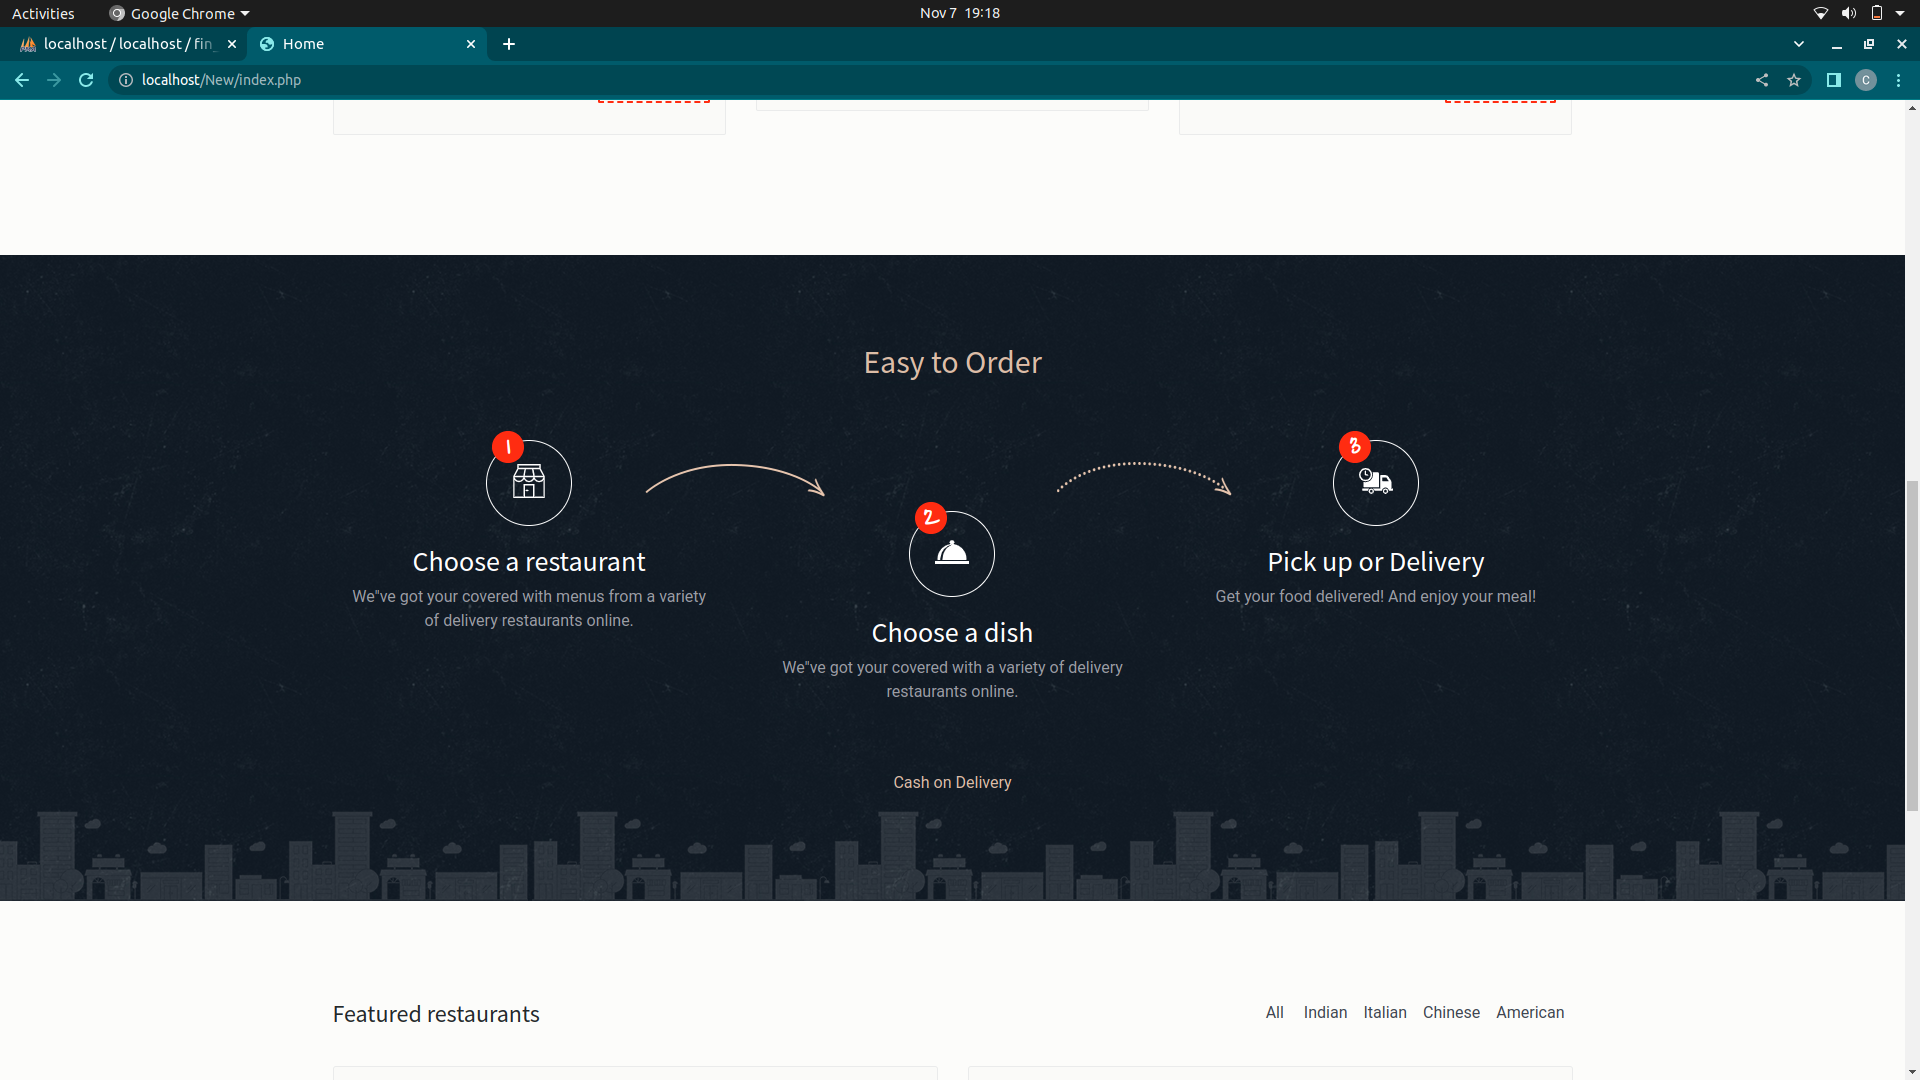 Activities
Google Chrome
Nov 7 19:18
localhost / localhost / fin
Home
localhost/New/index.php
C
Easy to Order
1
3
2
Choose a restaurant
Pick up or Delivery
We"ve got your covered with menus from a variety
of delivery restaurants online.
Get your food delivered! And enjoy your meal!
Choose a dish
We"ve got your covered with a variety of delivery
restaurants online.
Cash on Delivery
Featured restaurants
All Indian Italian Chinese American